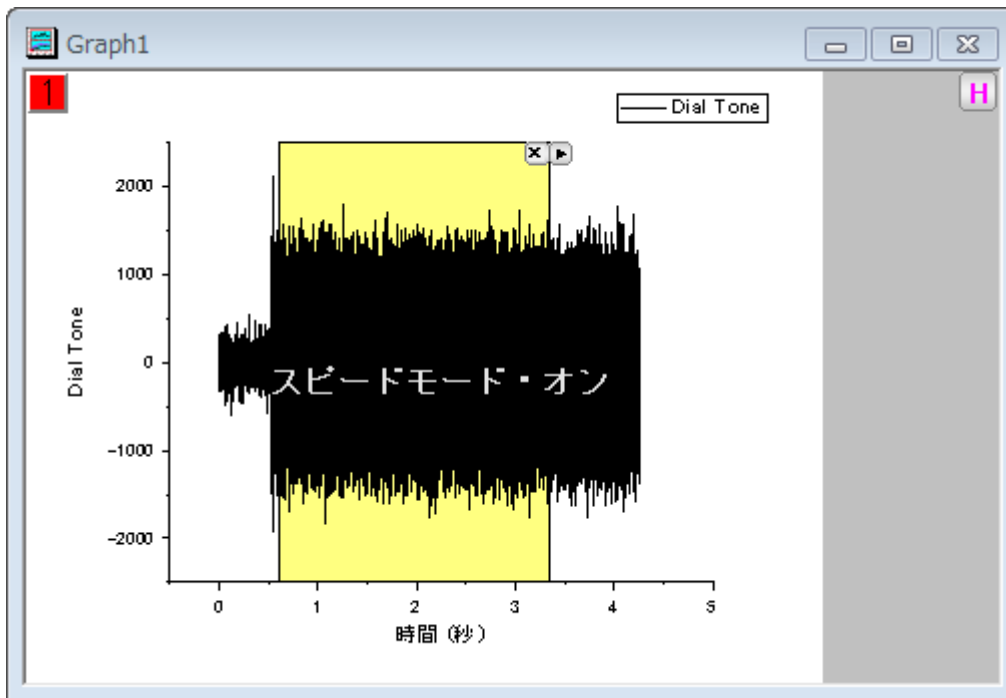 Graph1
1
H
Dial Tone
2000
1000
0
-1000
-2000
Dial Tone
スピードモード・オン
0 1 2 3 4 5
時間 (秒)